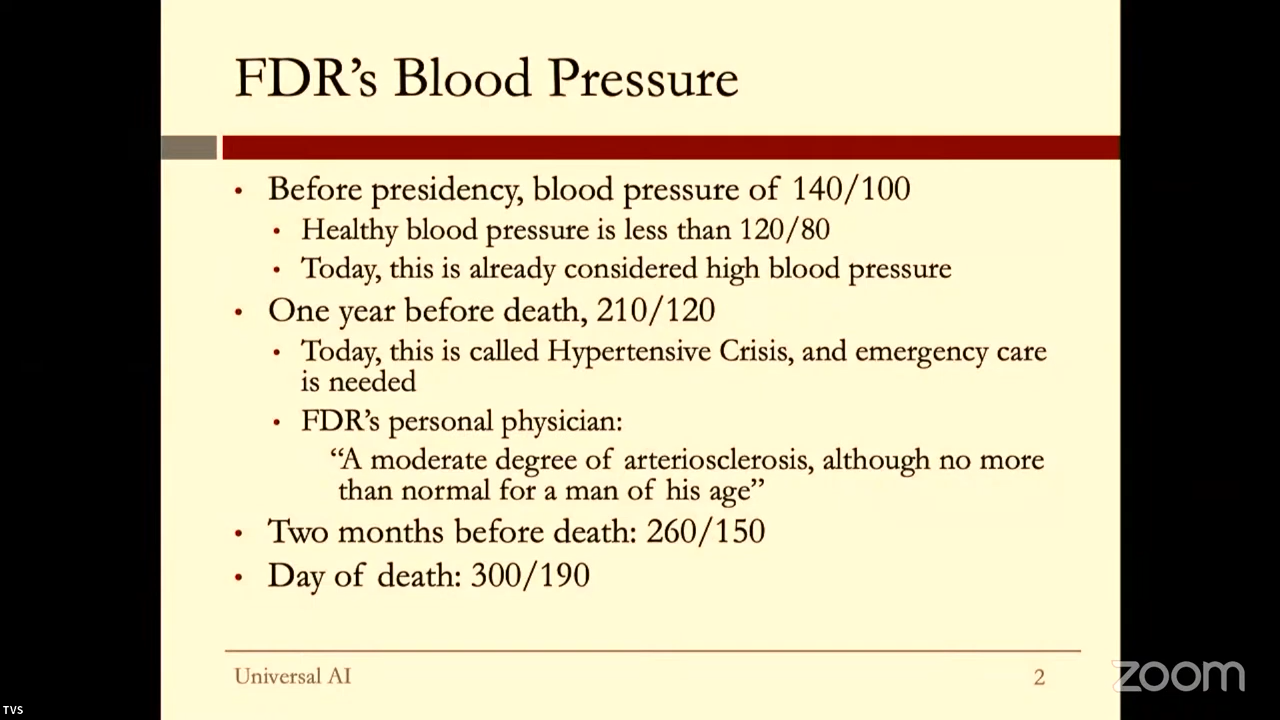 FDR’s Blood Pressure
• Before presidency, blood pressure of 140/100
• Healthy blood pressure is less than 120/80
• Today, this is already considered high blood pressure
• One year before death, 210/120
• Today, this is called Hypertensive Crisis, and emergency care
is needed
• FDR’s personal physician:
“A moderate degree of arteriosclerosis, although no more
than normal for a man of his age”
• Two months before death: 260/150
• Day of death: 300/190
Universal AI
2
zoom
TVS